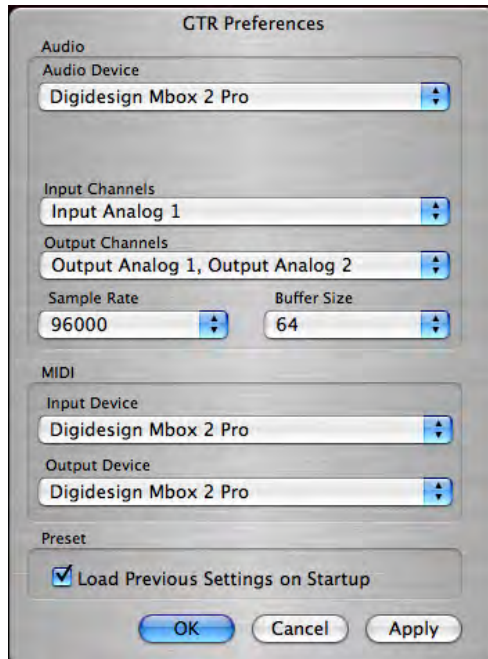 GTR Preferences
Audio
Audio Device
Digidesign Mbox 2 Pro
Input Channels
Input Analog 1
Output Channels
Output Analog 1, Output Analog 2
Sample Rate Buffer Size
96000 64
MIDI
Input Device
Digidesign Mbox 2 Pro
Output Device
Digidesign Mbox 2 Pro
Preset
Load Previous Settings on Startup
OK Cancel Apply